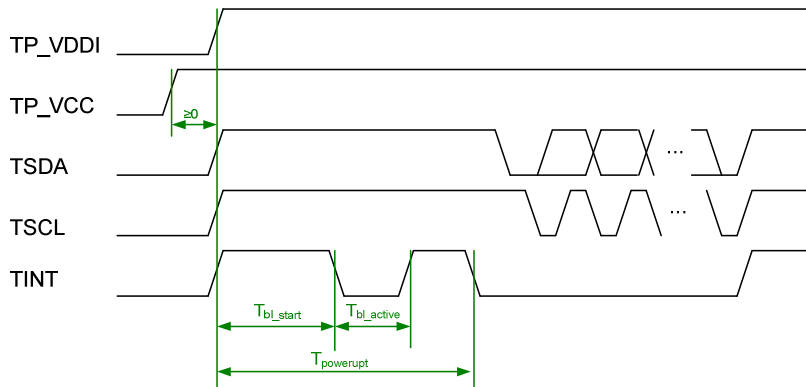 TP_VDDI
TP_VCC
≥0
TSDA
...
TSCL
...
TINT
Tbl_start
Tbl_active
Tpowerupt